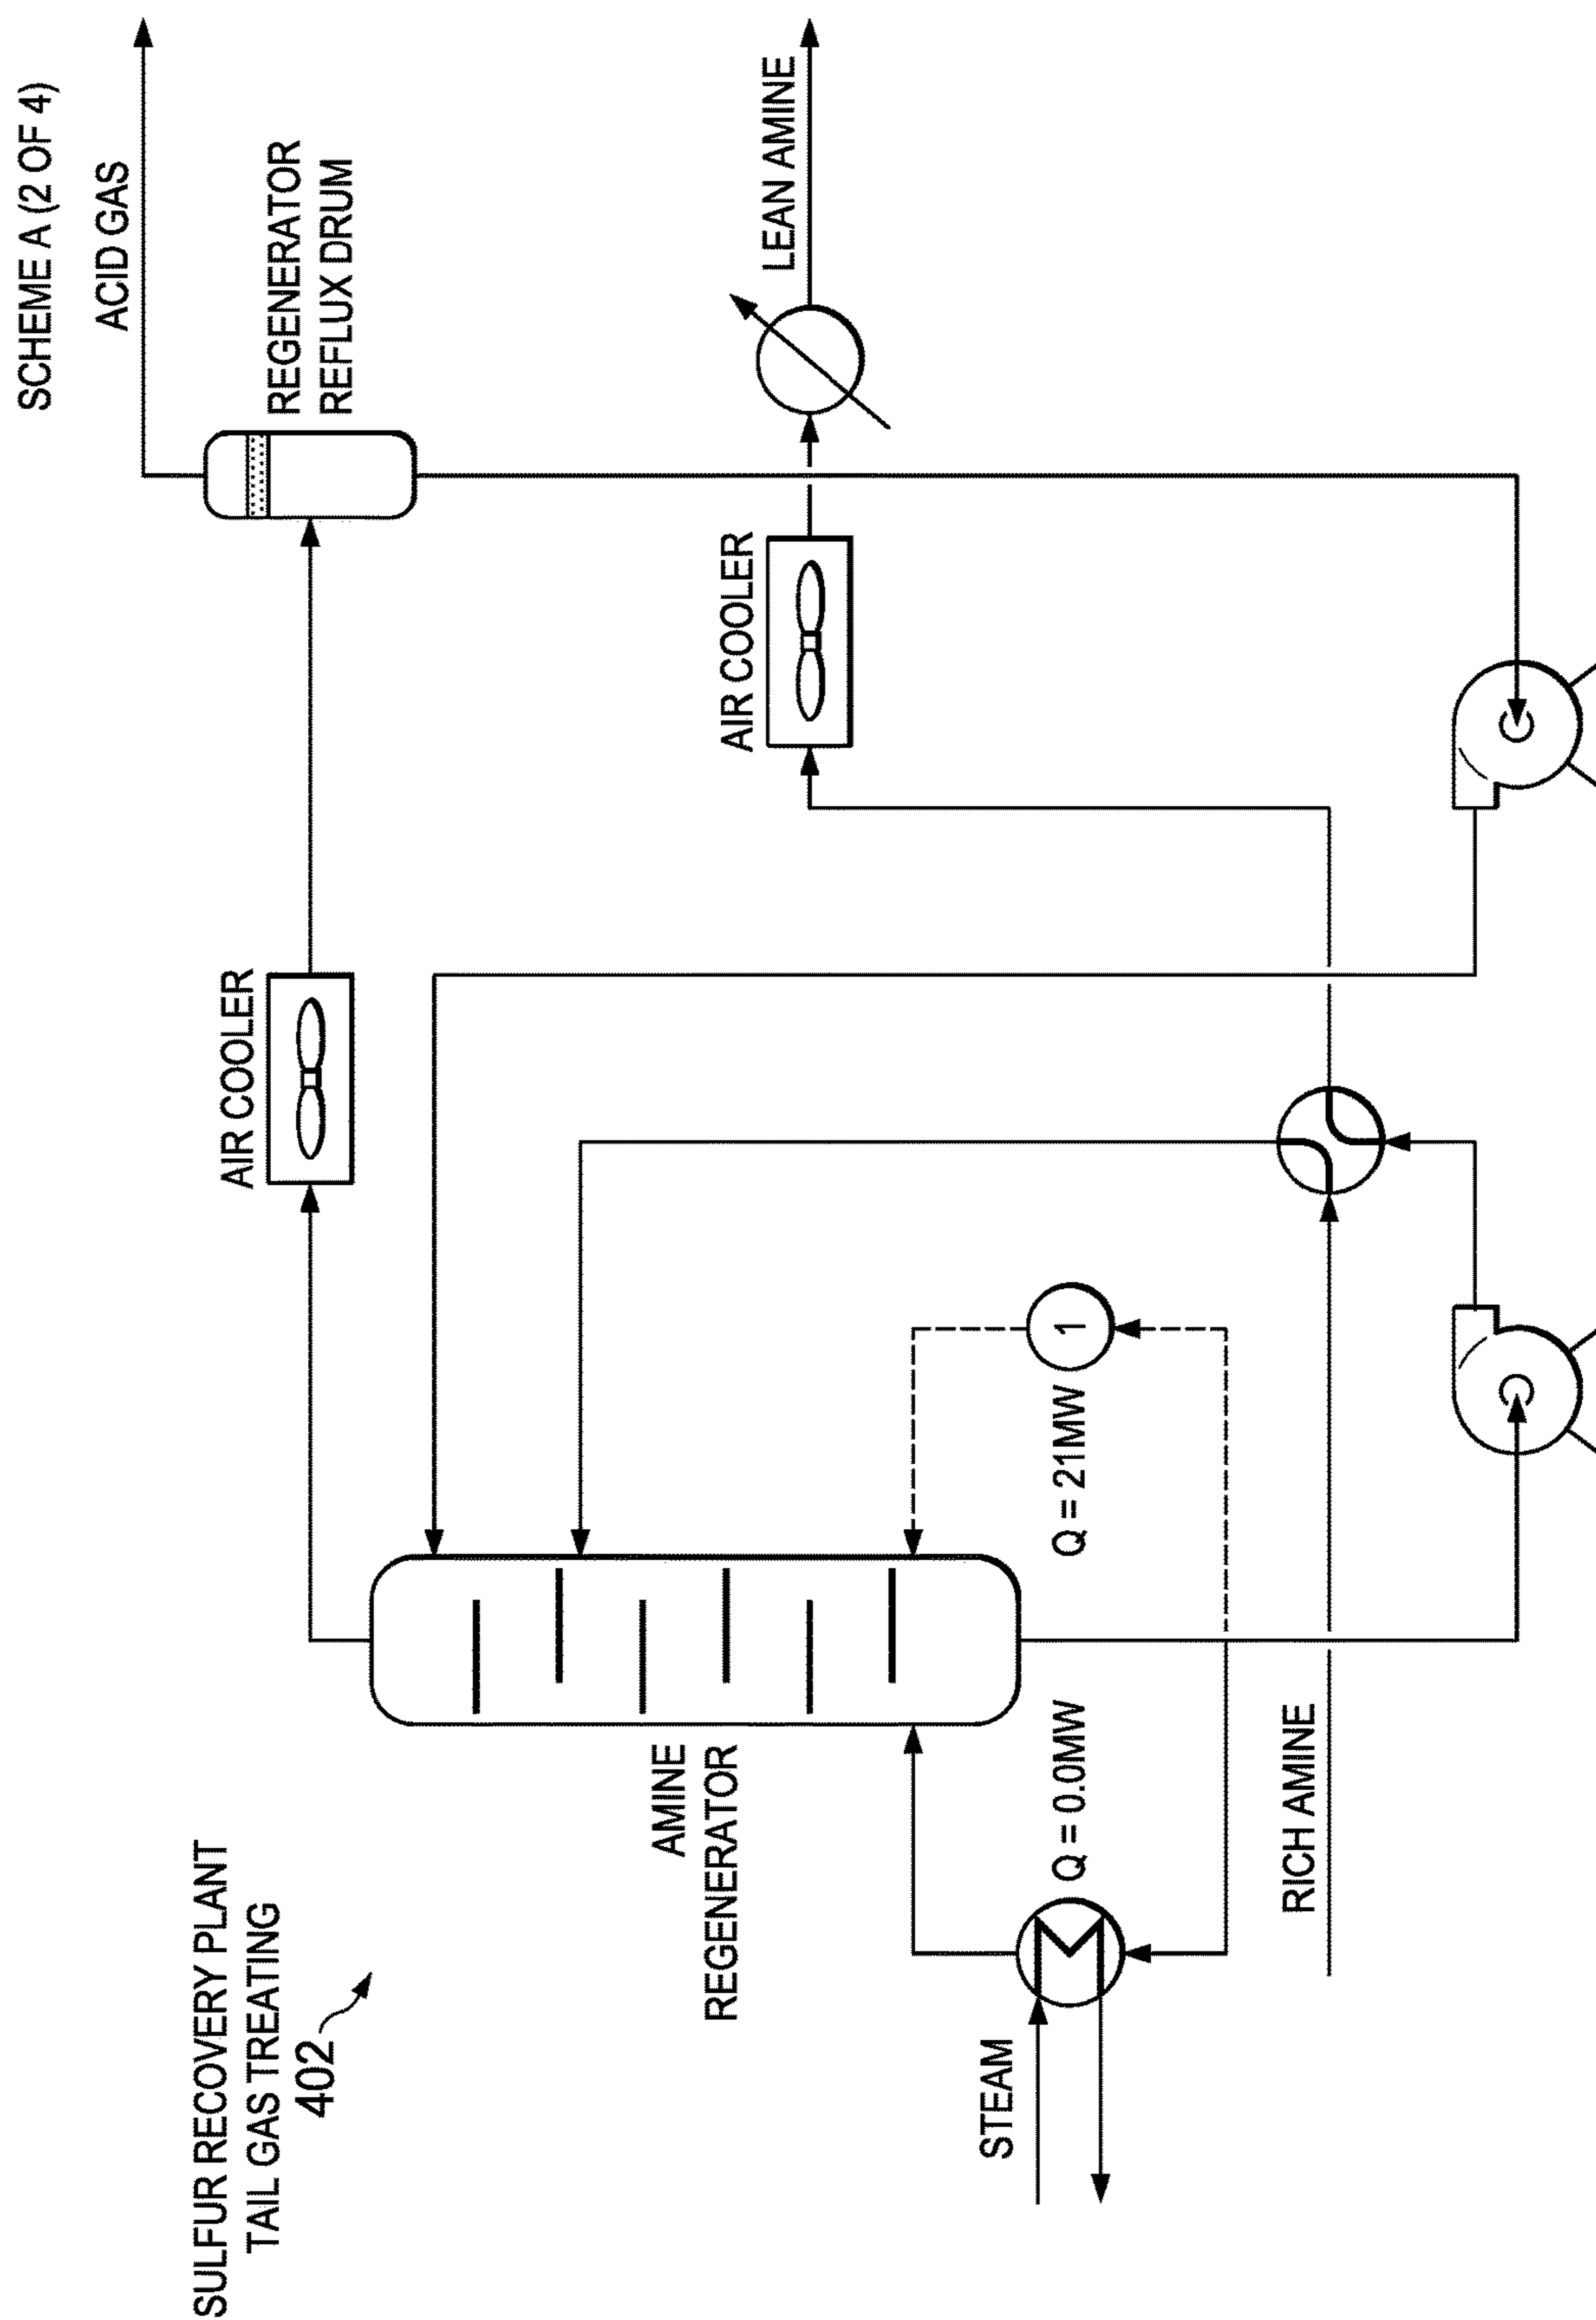 SCHEME A (2 OF 4)
SULFUR RECOVERY PLANT
TAIL GAS TREATING
402
ACID GAS
AIR COOLER
REGENERATOR
REFLUX DRUM
AMINE
REGENERATOR
AIR COOLER
LEAN AMINE
STEAM
Q = 0.0MW
Q = 21MW
1
RICH AMINE